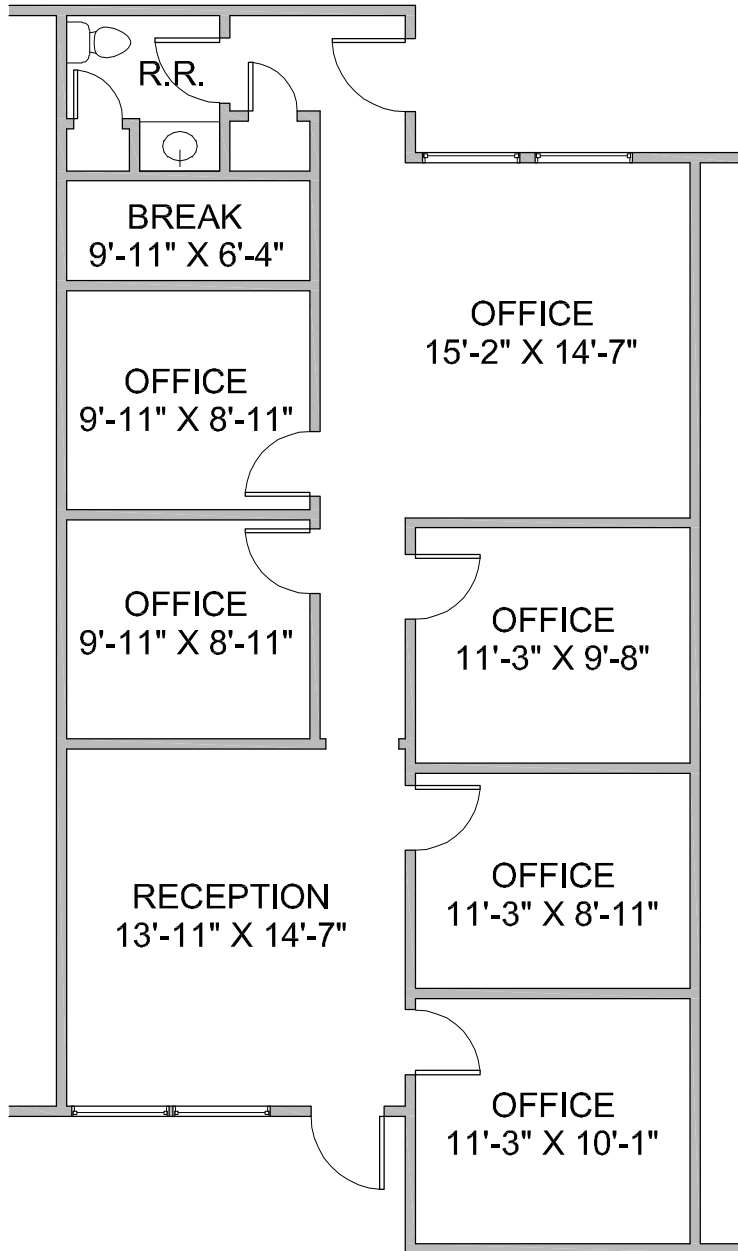 R.R.
BREAK
9'-11" X 6'-4"
OFFICE
15'-2" X 14'-7"
OFFICE
9'-11" X 8'-11"
OFFICE
9'-11" X 8'-11"
OFFICE
11'-3" X 9'-8"
OFFICE
11'-3" X 8'-11"
RECEPTION
13'-11" X 14'-7"
OFFICE
11'-3" X 10'-1"